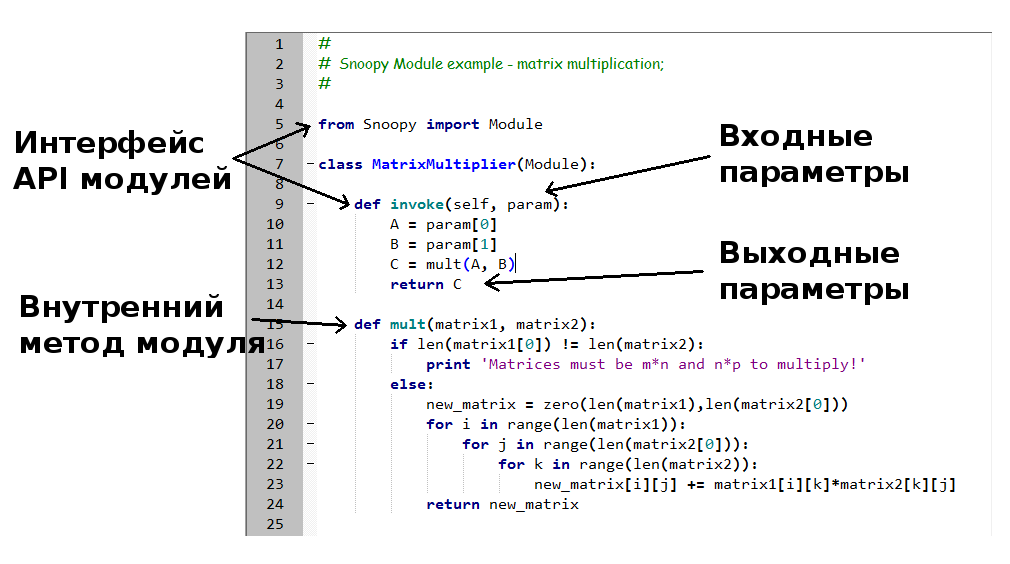 1 #
2 # Snoopy Module example - matrix multiplication;
3 #
4
5 from Snoopy import Module
6
7 class MatrixMultiplier(Module):
8
9 def invoke(self, param):
10 A = param[0]
11 B = param[1]
12 C = mult(A, B)
13 return C
14
15 def mult(matrix1, matrix2):
16 if len(matrix1[0]) != len(matrix2):
17 print 'Matrices must be m*n and n*p to multiply!'
18 else:
19 new_matrix = zero(len(matrix1),len(matrix2[0]))
20 for i in range(len(matrix1)):
21 for j in range(len(matrix2[0])):
22 for k in range(len(matrix2)):
23 new_matrix[i][j] += matrix1[i][k]*matrix2[k][j]
24 return new_matrix
25
Интерфейс
API модулей
Внутренний
метод модуля
Входные
параметры
Выходные
параметры